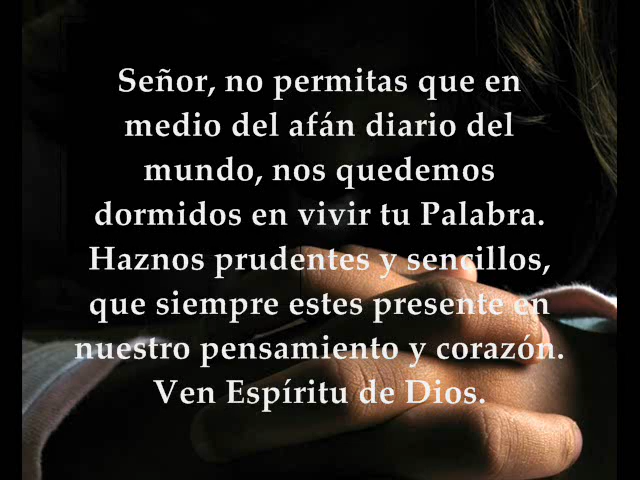 Señor, no permitas que en
medio del afán diario del
mundo, nos quedemos
dormidos en vivir tu Palabra.
Haznos prudentes y sencillos,
que siempre estes presente en
nuestro pensamiento y corazón.
Ven Espíritu de Dios.